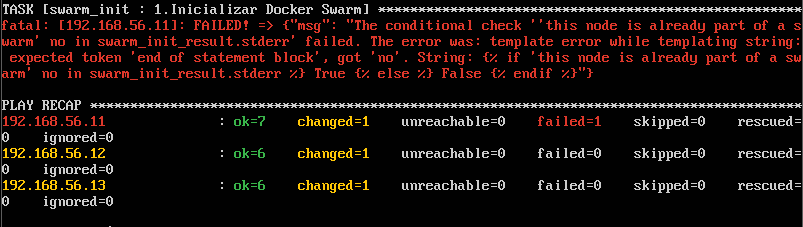 TASK [swarm_init : 1.Inicializar Docker Swarm] ****************************************************
fatal: [192.168.56.11]: FAILED! => {"msg": "The conditional check ''this node is already part of a s
warm' no in swarm_init_result.stderr' failed. The error was: template error while templating string:
 expected token 'end of statement block', got 'no'. String: {% if 'this node is already part of a sw
arm' no in swarm_init_result.stderr %} True {% else %} False {% endif %}"}
PLAY RECAP *****************************************************************************************
192.168.56.11              : ok=7    changed=1    unreachable=0    failed=1    skipped=0    rescued=
0    ignored=0
192.168.56.12              : ok=6    changed=1    unreachable=0    failed=0    skipped=0    rescued=
0    ignored=0
192.168.56.13              : ok=6    changed=1    unreachable=0    failed=0    skipped=0    rescued=
0    ignored=0